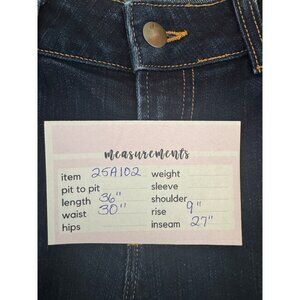 measurements
item 25A102 weight
pit to pit sleeve
length 36" shoulder
waist 30" rise 9"
hips inseam 27"